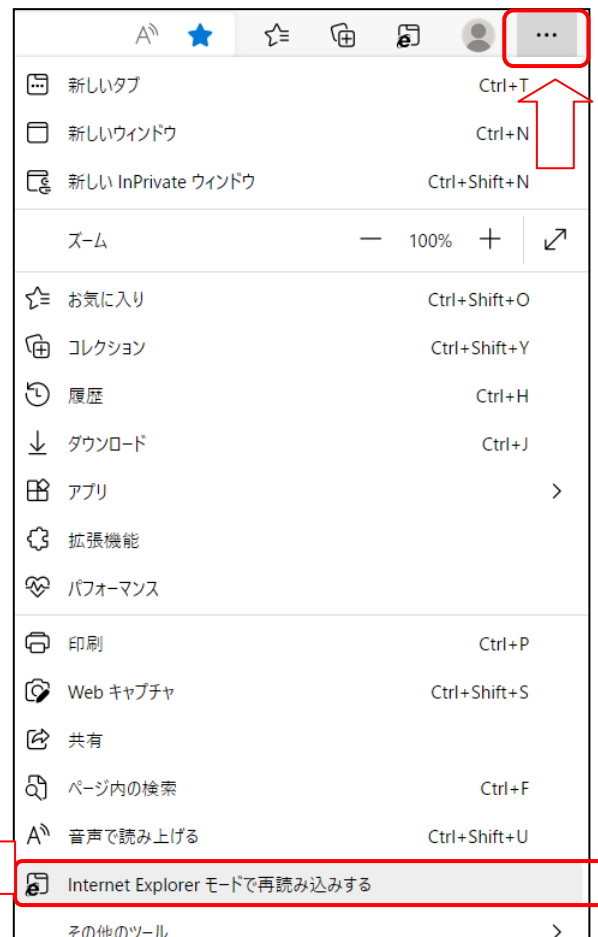 新しいタブ Ctrl+T
新しいウィンドウ Ctrl+N
新しい InPrivate ウィンドウ Ctrl+Shift+N
ズーム 100%
お気に入り Ctrl+Shift+O
コレクション Ctrl+Shift+Y
履歴 Ctrl+H
ダウンロード Ctrl+J
アプリ
拡張機能
パフォーマンス
印刷 Ctrl+P
Web キャプチャ Ctrl+Shift+S
共有
ページ内の検索 Ctrl+F
音声で読み上げる Ctrl+Shift+U
Internet Explorer モードで再読み込みする
その他のツール